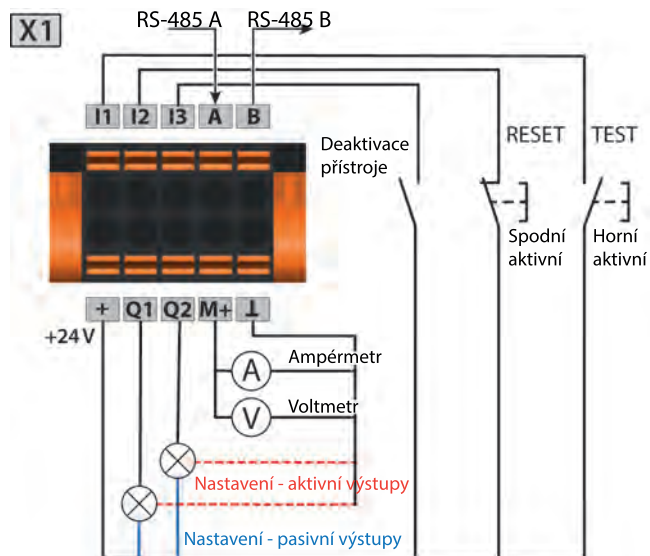 X1
RS-485 A
RS-485 B
I1
I2
I3
A
B
Deaktivace
přístroje
RESET
TEST
Spodní
aktivní
Horní
aktivní
+
Q1
Q2
M+
⊥
+24 V
A
Ampérmetr
V
Voltmetr
Nastavení - aktivní výstupy
Nastavení - pasivní výstupy